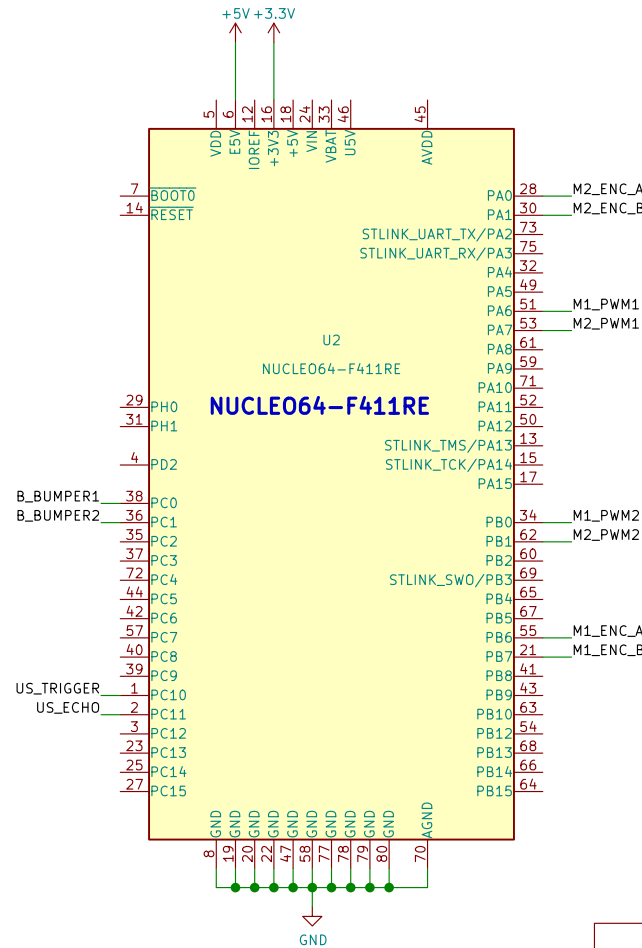 +5V +3.3V
5 6 12 16 18 24 33 46 45
VDD E5V IOREF +3V3 +5V VIN VBAT U5V AVDD
7 BOOT0 PA0 28 M2_ENC_A
14 RESET PA1 30 M2_ENC_B
STLINK_UART_TX/PA2 73
STLINK_UART_RX/PA3 75
PA4 32
PA5 49
PA6 51 M1_PWM1
PA7 53 M2_PWM1
U2
PA8 61
NUCLEO64-F411RE PA9 59
PA10 71
29 PH0 NUCLEO64-F411RE PA11 52
31 PH1 PA12 50
STLINK_TMS/PA13 13
4 PD2 STLINK_TCK/PA14 15
PA15 17
B_BUMPER1 38 PC0
B_BUMPER2 36 PC1 PB0 34 M1_PWM2
35 PC2 PB1 62 M2_PWM2
37 PC3 PB2 60
72 PC4 STLINK_SWO/PB3 69
44 PC5 PB4 65
42 PC6 PB5 67
57 PC7 PB6 55 M1_ENC_A
40 PC8 PB7 21 M1_ENC_B
39 PC9 PB8 41
US_TRIGGER 1 PC10 PB9 43
US_ECHO 2 PC11 PB10 63
3 PC12 PB12 54
23 PC13 PB13 68
25 PC14 PB14 66
27 PC15 PB15 64
GND GND GND GND GND GND GND GND GND GND AGND
8 19 20 22 47 58 77 78 79 80 70
GND